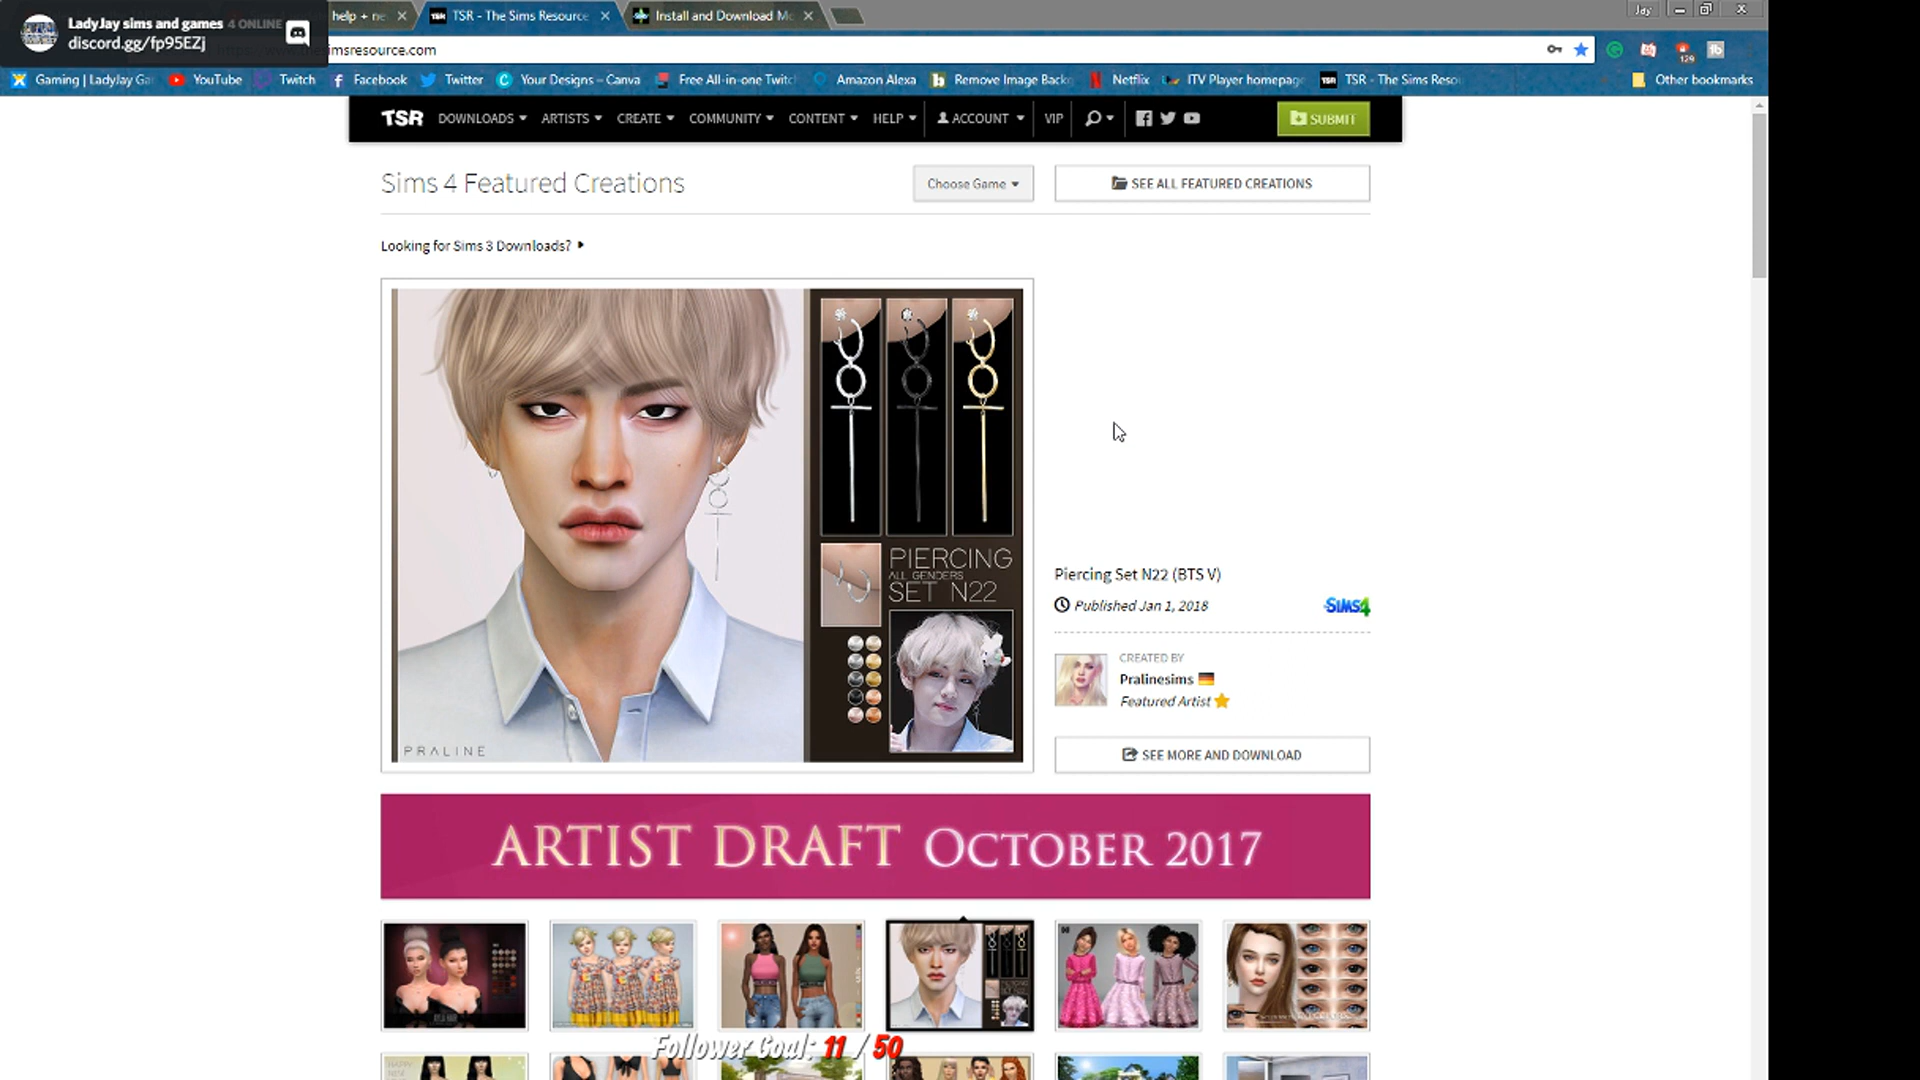 LadyJay sims and games 4 ONLINE
discord.gg/fp95EZj
help + ne
TSR - The Sims Resource
Install and Download Mo
Jay
imsresource.com
129
Gaming | LadyJay Ga
YouTube
Twitch
Facebook
Twitter
Your Designs – Canva
Free All-in-one Twitc
Amazon Alexa
Remove Image Back
Netflix
ITV Player homepag
TSR - The Sims Reso
Other bookmarks
TSR DOWNLOADS ARTISTS CREATE COMMUNITY CONTENT HELP ACCOUNT VIP SUBMIT
Sims 4 Featured Creations
Choose Game
SEE ALL FEATURED CREATIONS
Looking for Sims 3 Downloads?
PIERCING
ALL GENDERS
SET N22
PRALINE
Piercing Set N22 (BTS V)
Published Jan 1, 2018
SIMS4
CREATED BY
Pralinesims
Featured Artist
SEE MORE AND DOWNLOAD
ARTIST DRAFT OCTOBER 2017
Follower Goal: 11 / 50